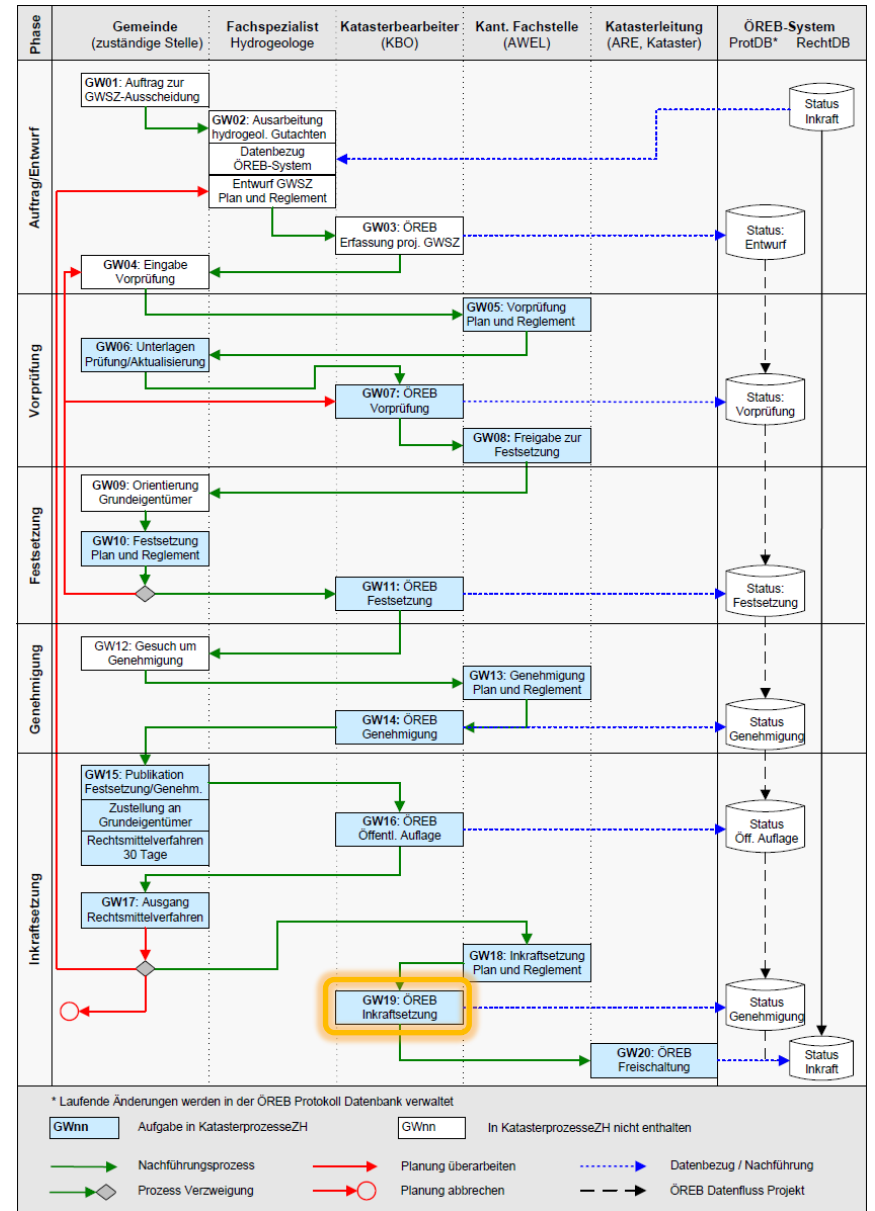 Phase
Gemeinde
(zuständige Stelle)
Fachspezialist
Hydrogeologe
Katasterbearbeiter
(KBO)
Kant. Fachstelle
(AWEL)
Katasterleitung
(ARE, Kataster)
ÖREB-System
ProtDB* RechtDB
Auftrag/Entwurf
GW01: Auftrag zur
GWSZ-Ausscheidung
Status
Inkraft
GW02: Ausarbeitung
hydrogeol. Gutachten
Datenbezug
ÖREB-System
Entwurf GWSZ
Plan und Reglement
GW03: ÖREB
Erfassung proj. GWSZ
Status:
Entwurf
GW04: Eingabe
Vorprüfung
Vorprüfung
GW05: Vorprüfung
Plan und Reglement
GW06: Unterlagen
Prüfung/Aktualisierung
GW07: ÖREB
Vorprüfung
Status:
Vorprüfung
GW08: Freigabe zur
Festsetzung
Festsetzung
GW09: Orientierung
Grundeigentümer
GW10: Festsetzung
Plan und Reglement
GW11: ÖREB
Festsetzung
Status:
Festsetzung
Genehmigung
GW12: Gesuch um
Genehmigung
GW13: Genehmigung
Plan und Reglement
GW14: ÖREB
Genehmigung
Status
Genehmigung
Inkraftsetzung
GW15: Publikation
Festsetzung/Genehm.
Zustellung an
Grundeigentümer
Rechtsmittelverfahren
30 Tage
GW16: ÖREB
Öffentl. Auflage
Status
Öff. Auflage
GW17: Ausgang
Rechtsmittelverfahren
GW18: Inkraftsetzung
Plan und Reglement
GW19: ÖREB
Inkraftsetzung
Status
Genehmigung
GW20: ÖREB
Freischaltung
Status
Inkraft
* Laufende Änderungen werden in der ÖREB Protokoll Datenbank verwaltet
GWnn Aufgabe in KatasterprozesseZH GWnn In KatasterprozesseZH nicht enthalten
Nachführungsprozess Planung überarbeiten Datenbezug / Nachführung
Prozess Verzweigung Planung abbrechen ÖREB Datenfluss Projekt